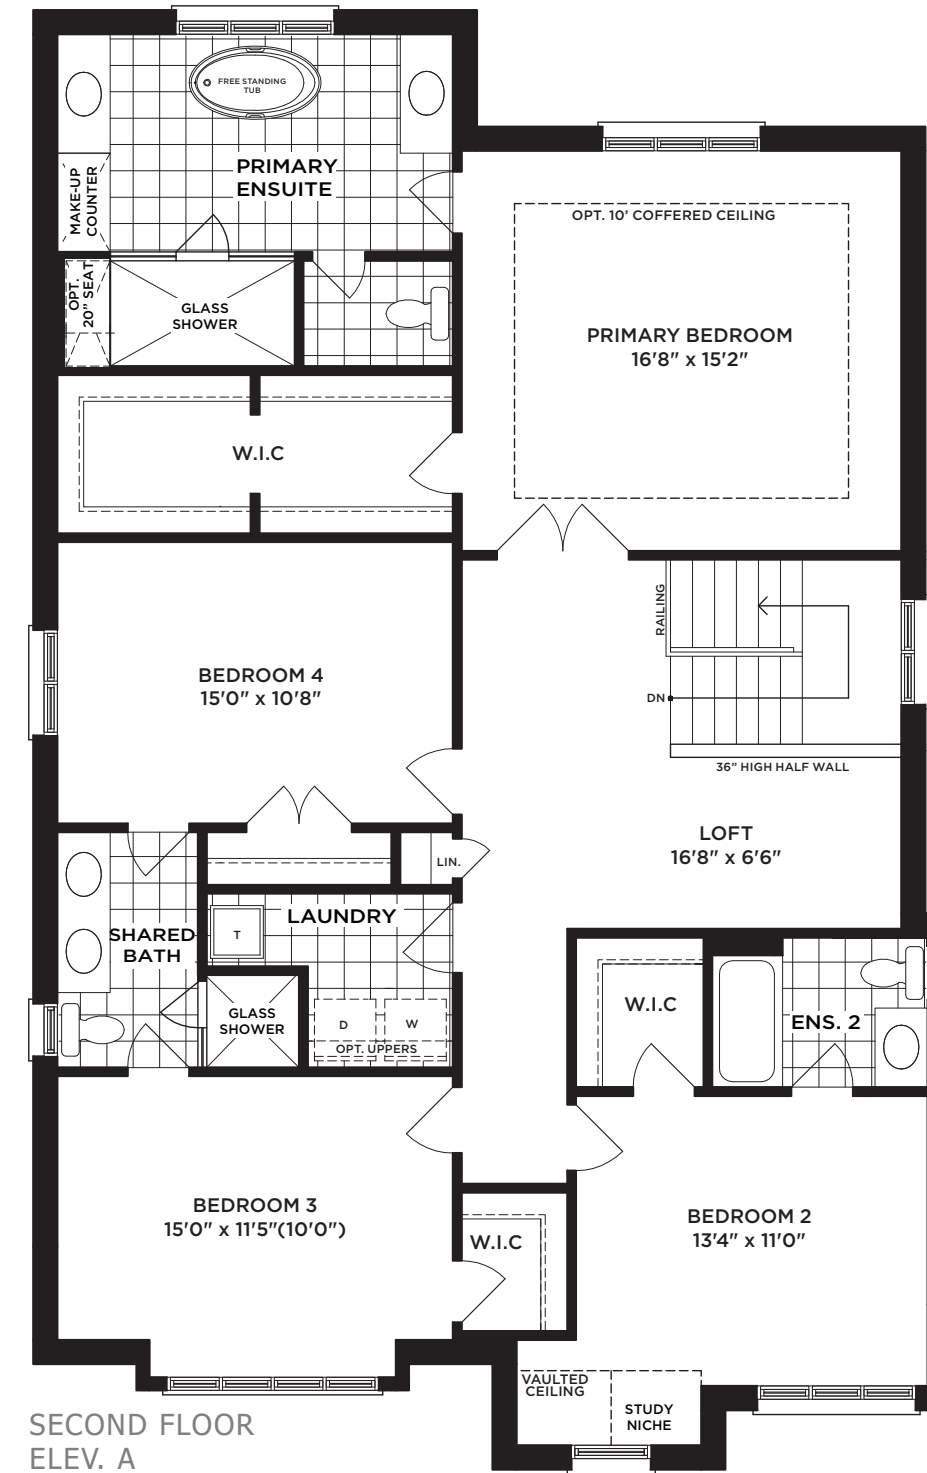 FREE STANDING
TUB
PRIMARY
ENSUITE
MAKE-UP
COUNTER
OPT. 10' COFFERED CEILING
OPT.
20" SEAT
GLASS
SHOWER
PRIMARY BEDROOM
16'8" x 15'2"
W.I.C
RAILING
BEDROOM 4
15'0" x 10'8"
DN
36" HIGH HALF WALL
LOFT
16'8" x 6'6"
LIN.
LAUNDRY
T
SHARED
BATH
GLASS
SHOWER
D
W
OPT. UPPERS
W.I.C
ENS. 2
BEDROOM 3
15'0" x 11'5"(10'0")
W.I.C
BEDROOM 2
13'4" x 11'0"
VAULTED
CEILING
STUDY
NICHE
SECOND FLOOR
ELEV. A